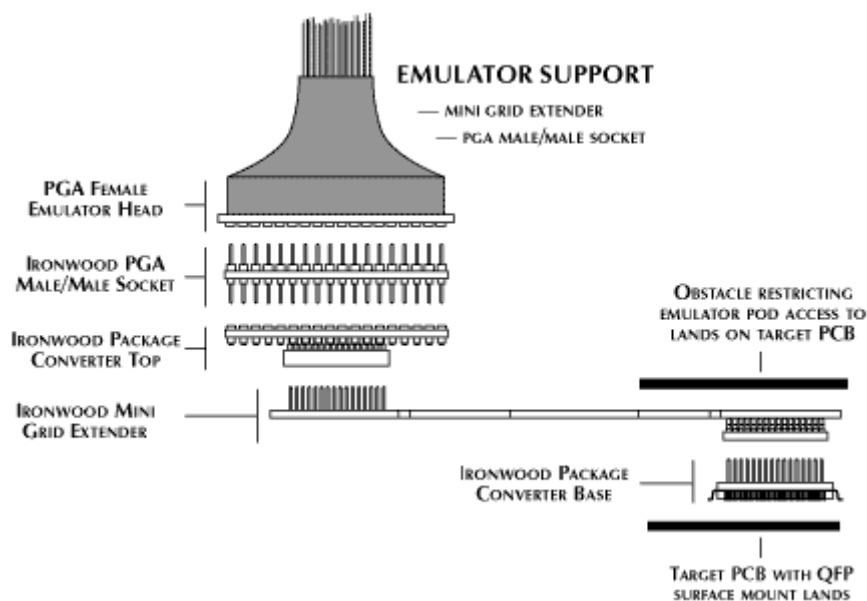 EMULATOR SUPPORT
— MINI GRID EXTENDER
— PGA MALE/MALE SOCKET
PGA FEMALE
EMULATOR HEAD
IRONWOOD PGA
MALE/MALE SOCKET
OBSTACLE RESTRICTING
EMULATOR POD ACCESS TO
LANDS ON TARGET PCB
IRONWOOD PACKAGE
CONVERTER TOP
IRONWOOD MINI
GRID EXTENDER
IRONWOOD PACKAGE
CONVERTER BASE
TARGET PCB WITH QFP
SURFACE MOUNT LANDS